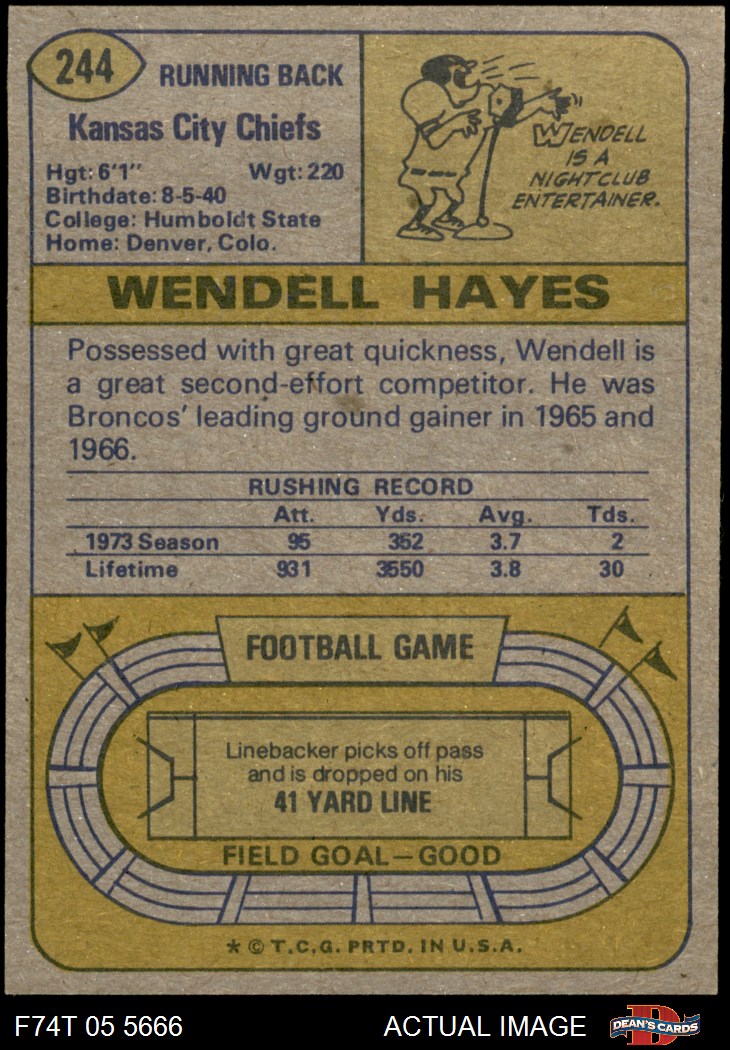 244
RUNNING BACK
Kansas City Chiefs
Hgt: 6'1" Wgt: 220
Birthdate: 8-5-40
College: Humboldt State
Home: Denver, Colo.
WENDELL
IS A
NIGHTCLUB
ENTERTAINER.
WENDELL HAYES
Possessed with great quickness, Wendell is
a great second-effort competitor. He was
Broncos' leading ground gainer in 1965 and
1966.
RUSHING RECORD
Att. Yds. Avg. Tds.
1973 Season 95 352 3.7 2
Lifetime 931 3550 3.8 30
FOOTBALL GAME
Linebacker picks off pass
and is dropped on his
41 YARD LINE
FIELD GOAL—GOOD
* © T.C.G. PRTD. IN U.S.A.
F74T 05 5666 ACTUAL IMAGE
D
DEAN'S CARDS